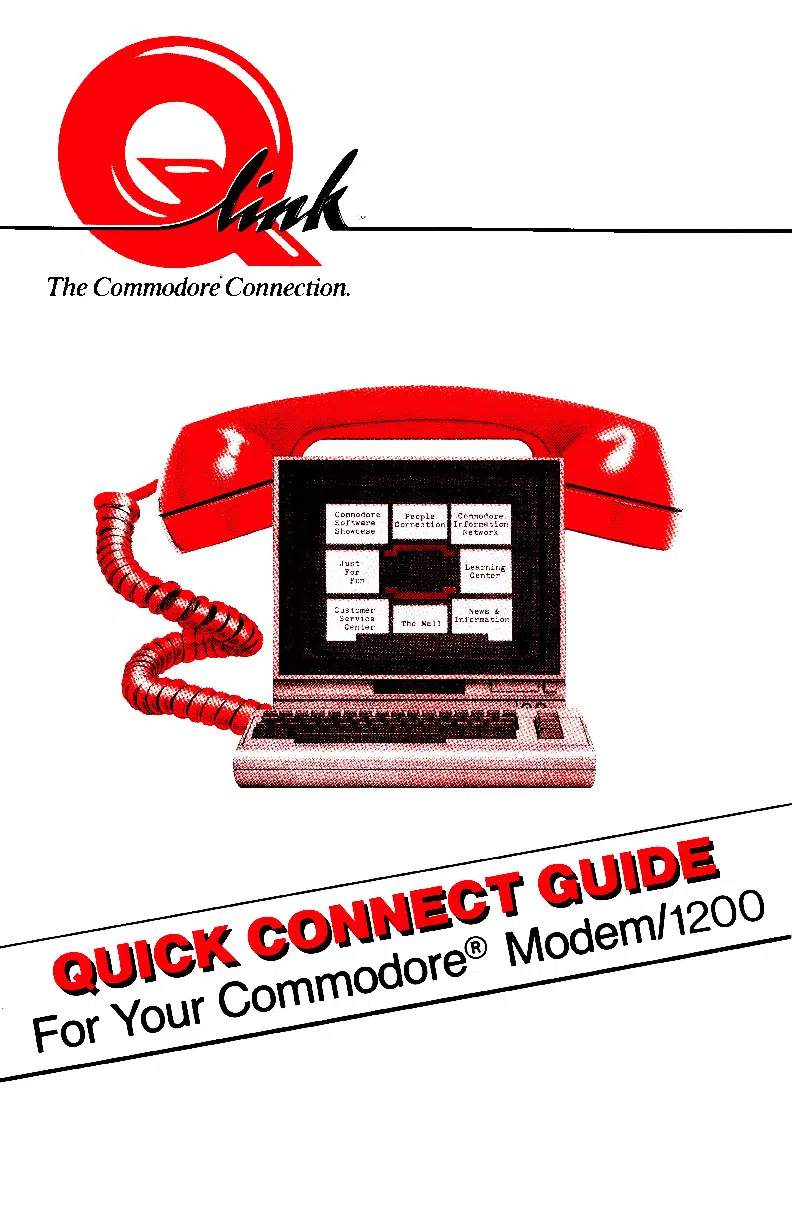 Qlink
The Commodore® Connection.
Commodore
Software
Showcase
People
Connection
Commodore
Information
Network
Just
For
Fun
Learning
Center
Customer
Service
Center
The Mall
News &
Information
QUICK CONNECT GUIDE
For Your Commodore® Modem/1200